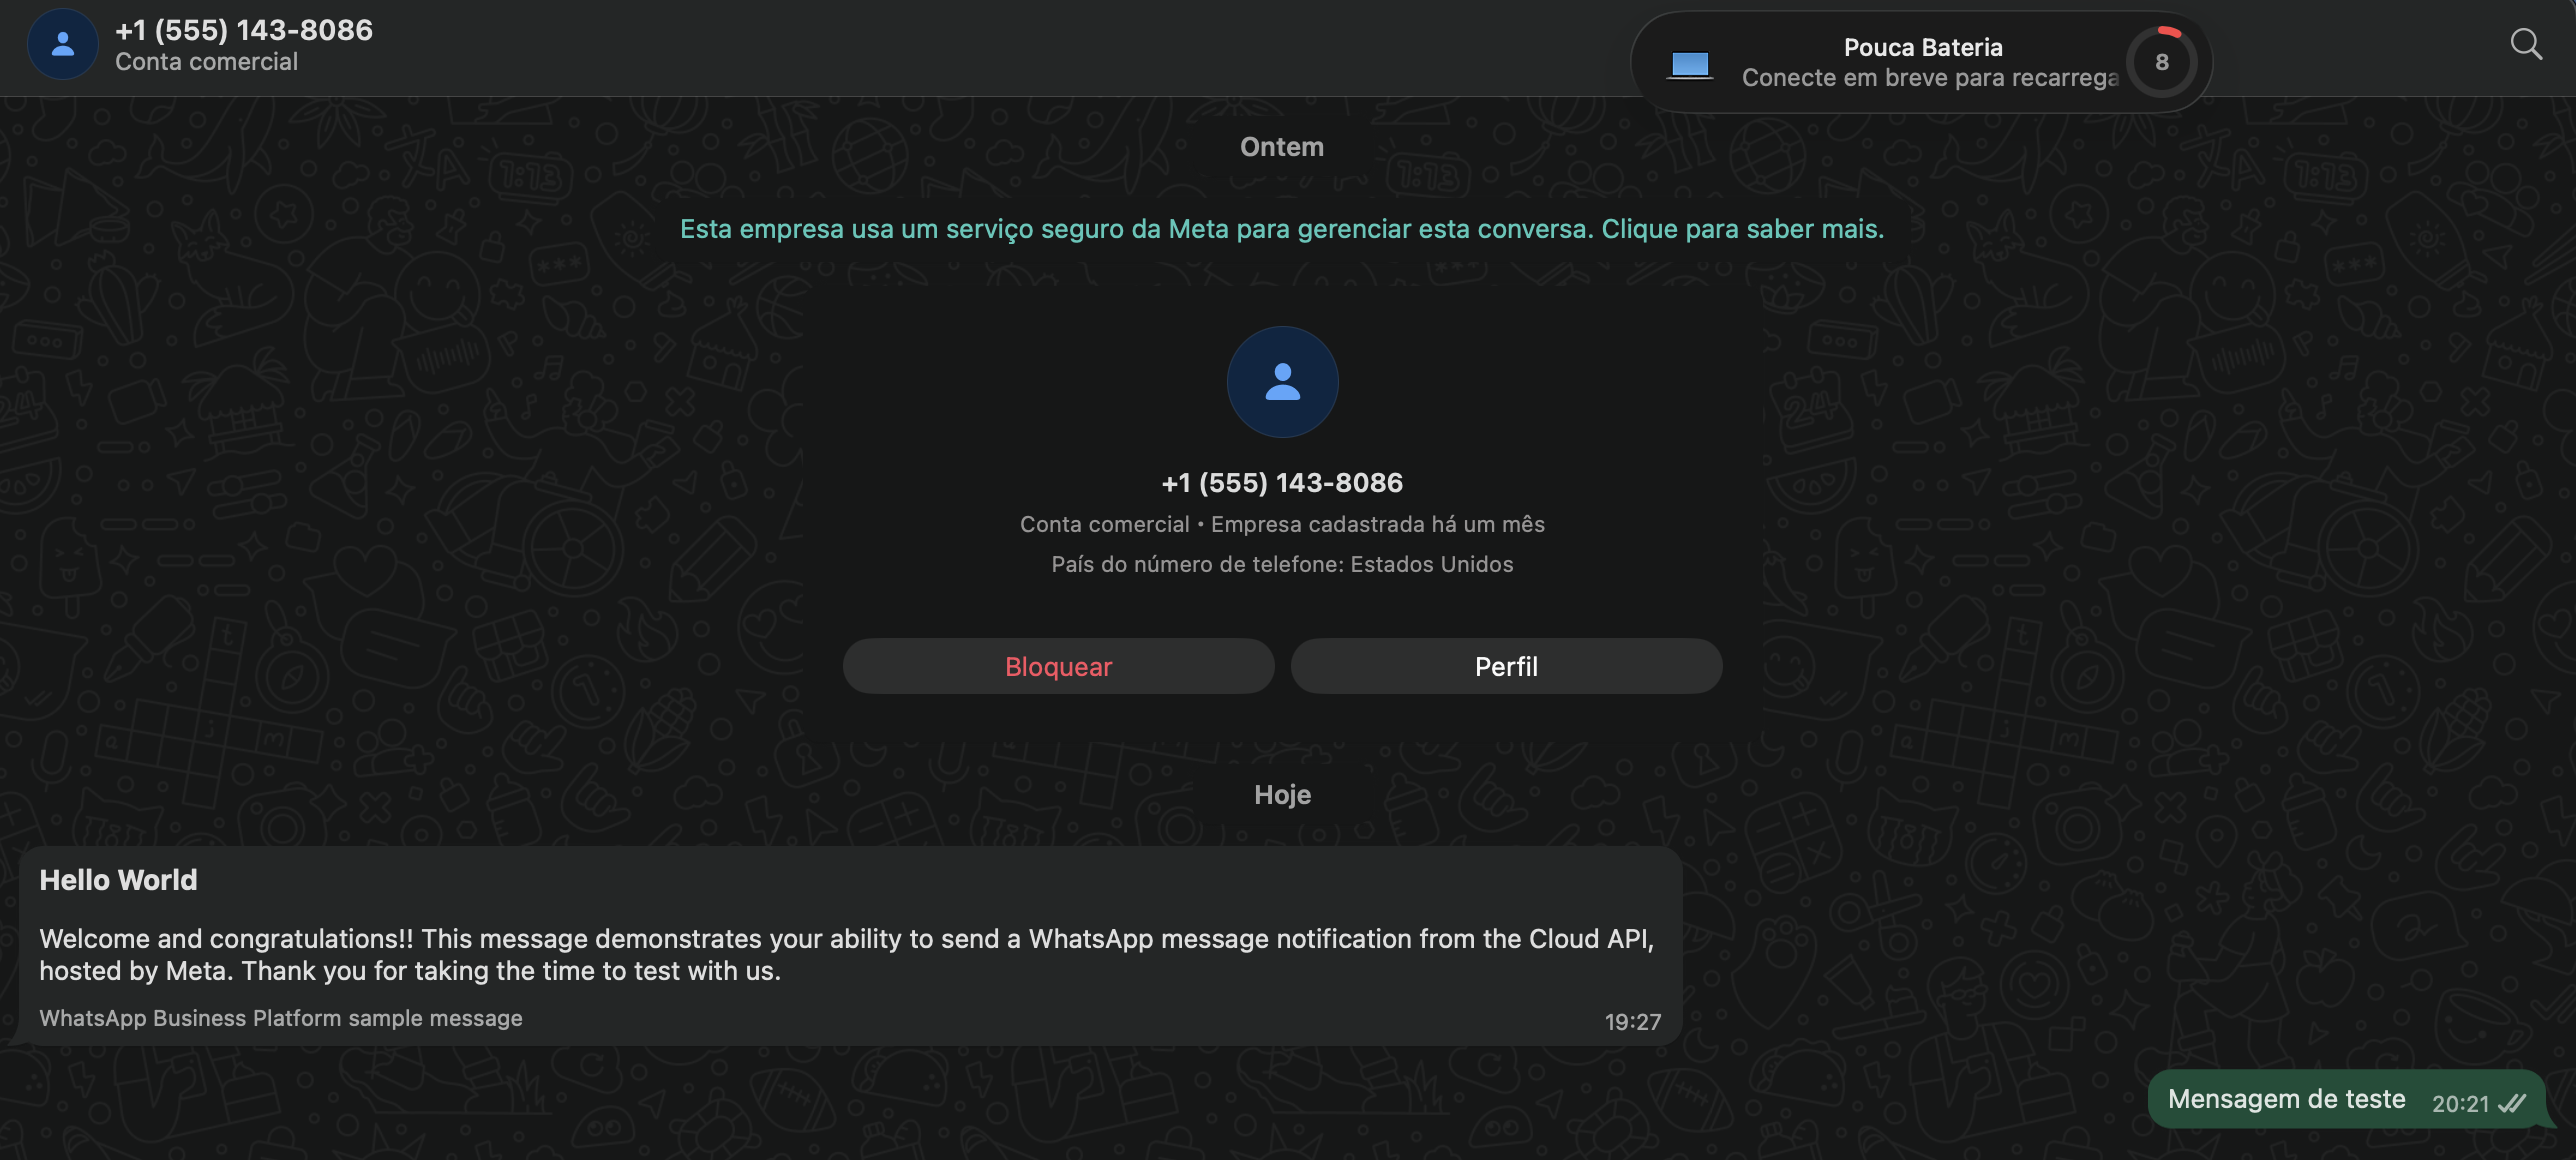 +1 (555) 143-8086
Conta comercial
Pouca Bateria
Conecte em breve para recarrega
8
Ontem
Esta empresa usa um serviço seguro da Meta para gerenciar esta conversa. Clique para saber mais.
+1 (555) 143-8086
Conta comercial • Empresa cadastrada há um mês
País do número de telefone: Estados Unidos
Bloquear
Perfil
Hoje
Hello World
Welcome and congratulations!! This message demonstrates your ability to send a WhatsApp message notification from the Cloud API,
hosted by Meta. Thank you for taking the time to test with us.
WhatsApp Business Platform sample message
19:27
Mensagem de teste 20:21